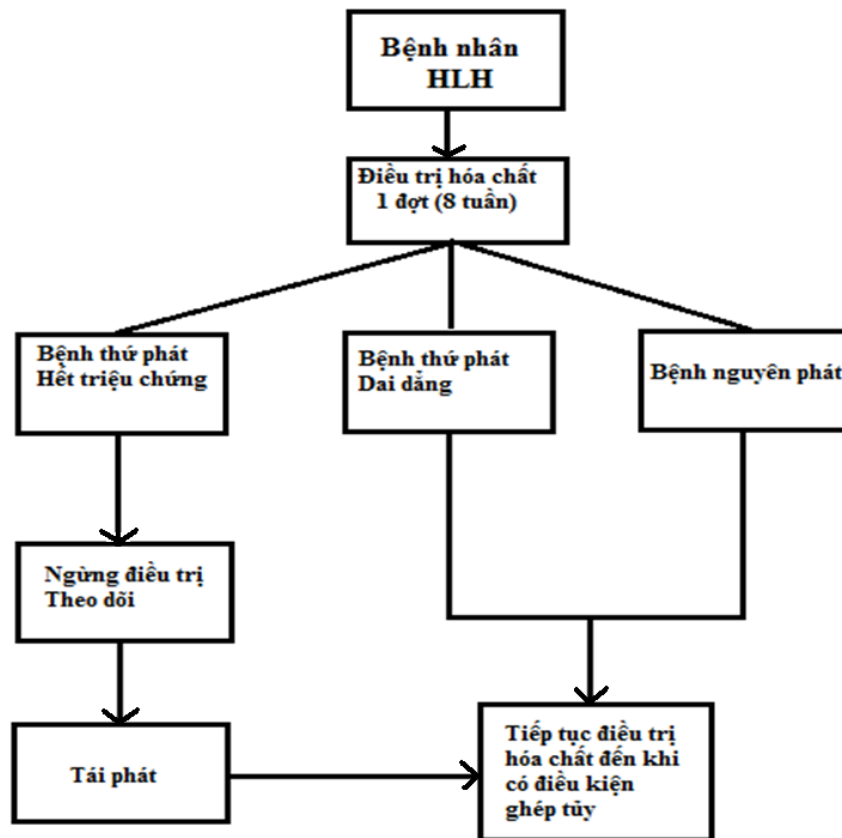 Bệnh nhân
HLH
Điều trị hóa chất
1 đợt (8 tuần)
Bệnh thứ phát
Hết triệu chứng
Bệnh thứ phát
Dai dẳng
Bệnh nguyên phát
Ngừng điều trị
Theo dõi
Tái phát
Tiếp tục điều trị
hóa chất đến khi
có điều kiện
ghép tủy